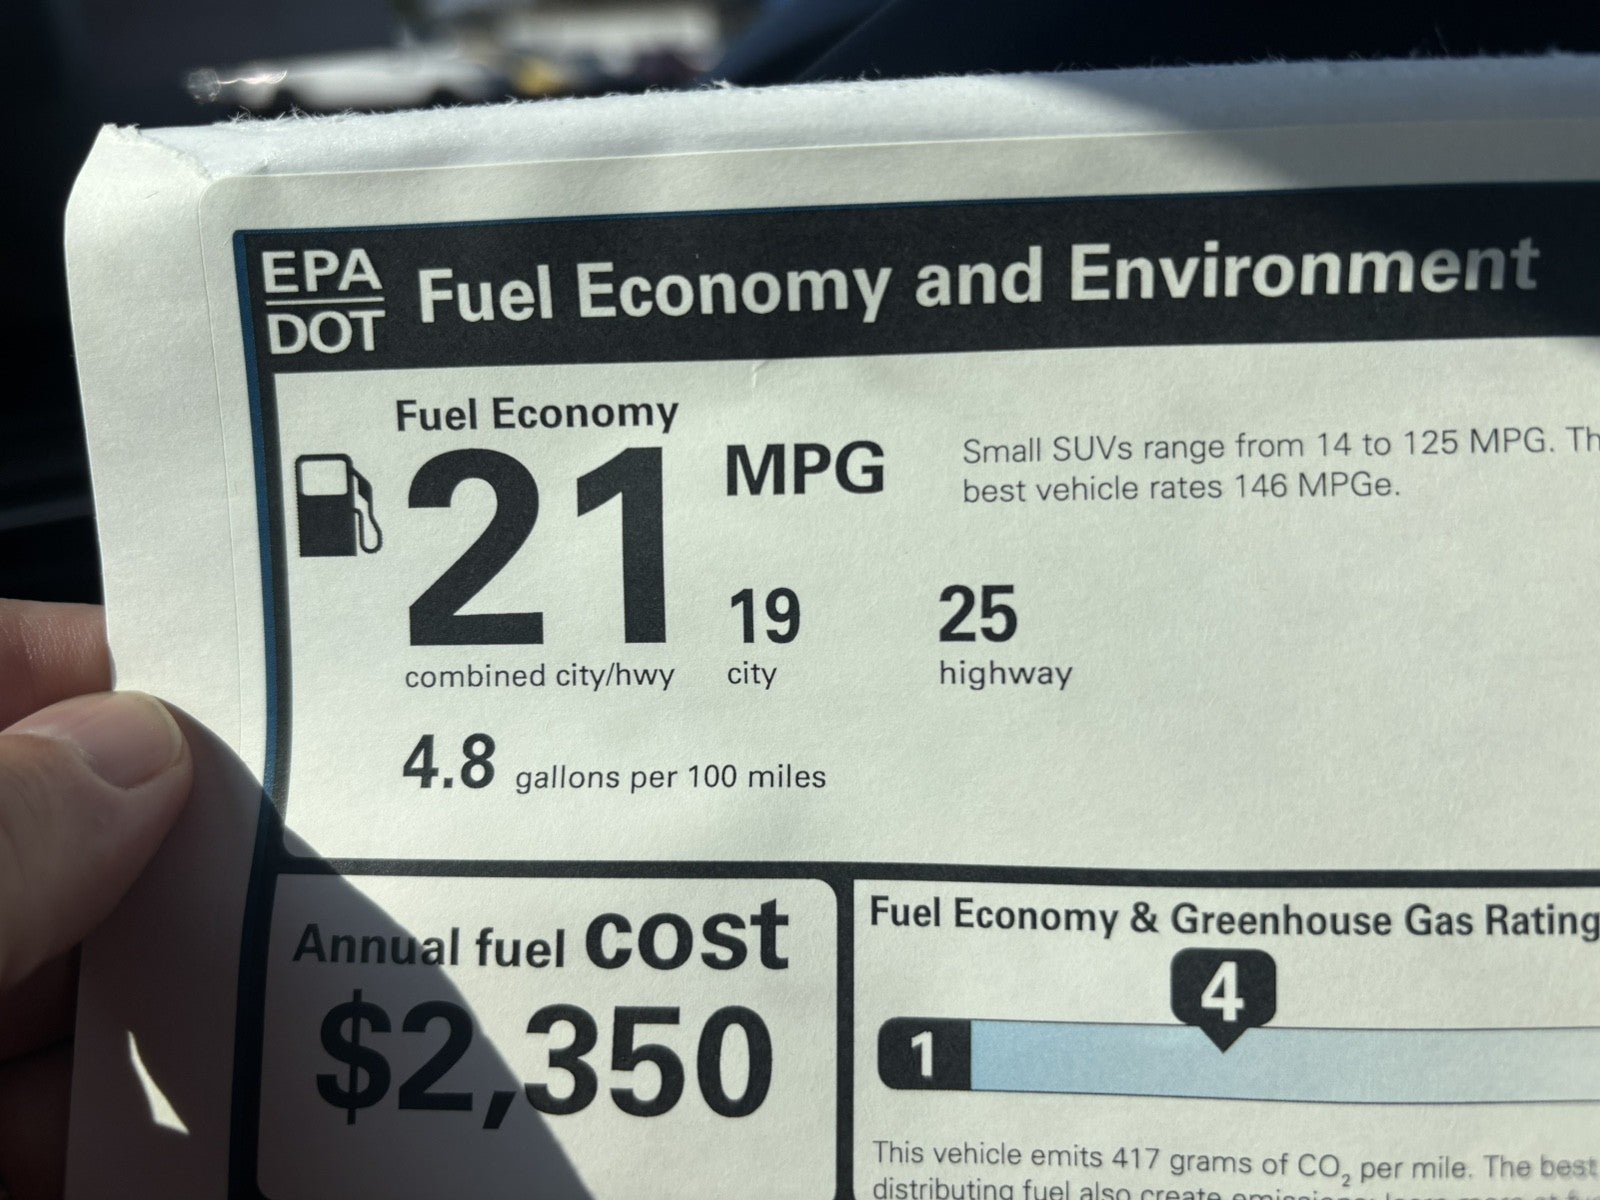 EPA
DOT
Fuel Economy and Environment
Fuel Economy
21 MPG
Small SUVs range from 14 to 125 MPG.
best vehicle rates 146 MPGe.
19
city
25
highway
combined city/hwy
4.8 gallons per 100 miles
Annual fuel cost
$2,350
Fuel Economy & Greenhouse Gas Rating
4
1
This vehicle emits 417 grams of CO2 per mile. The best
distributing fuel also create